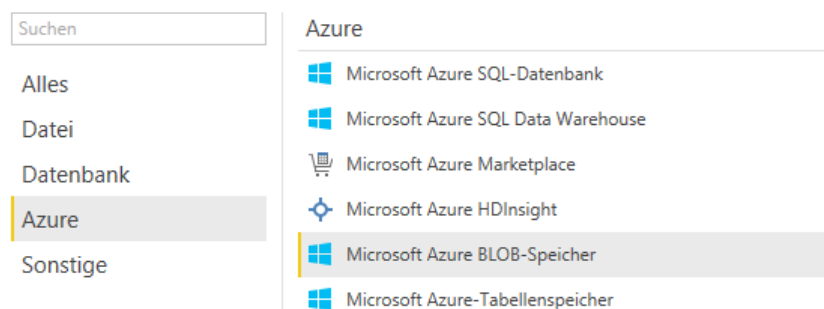 Suchen
Alles
Datei
Datenbank
Azure
Sonstige
Azure
Microsoft Azure SQL-Datenbank
Microsoft Azure SQL Data Warehouse
Microsoft Azure Marketplace
Microsoft Azure HDInsight
Microsoft Azure BLOB-Speicher
Microsoft Azure-Tabellenspeicher